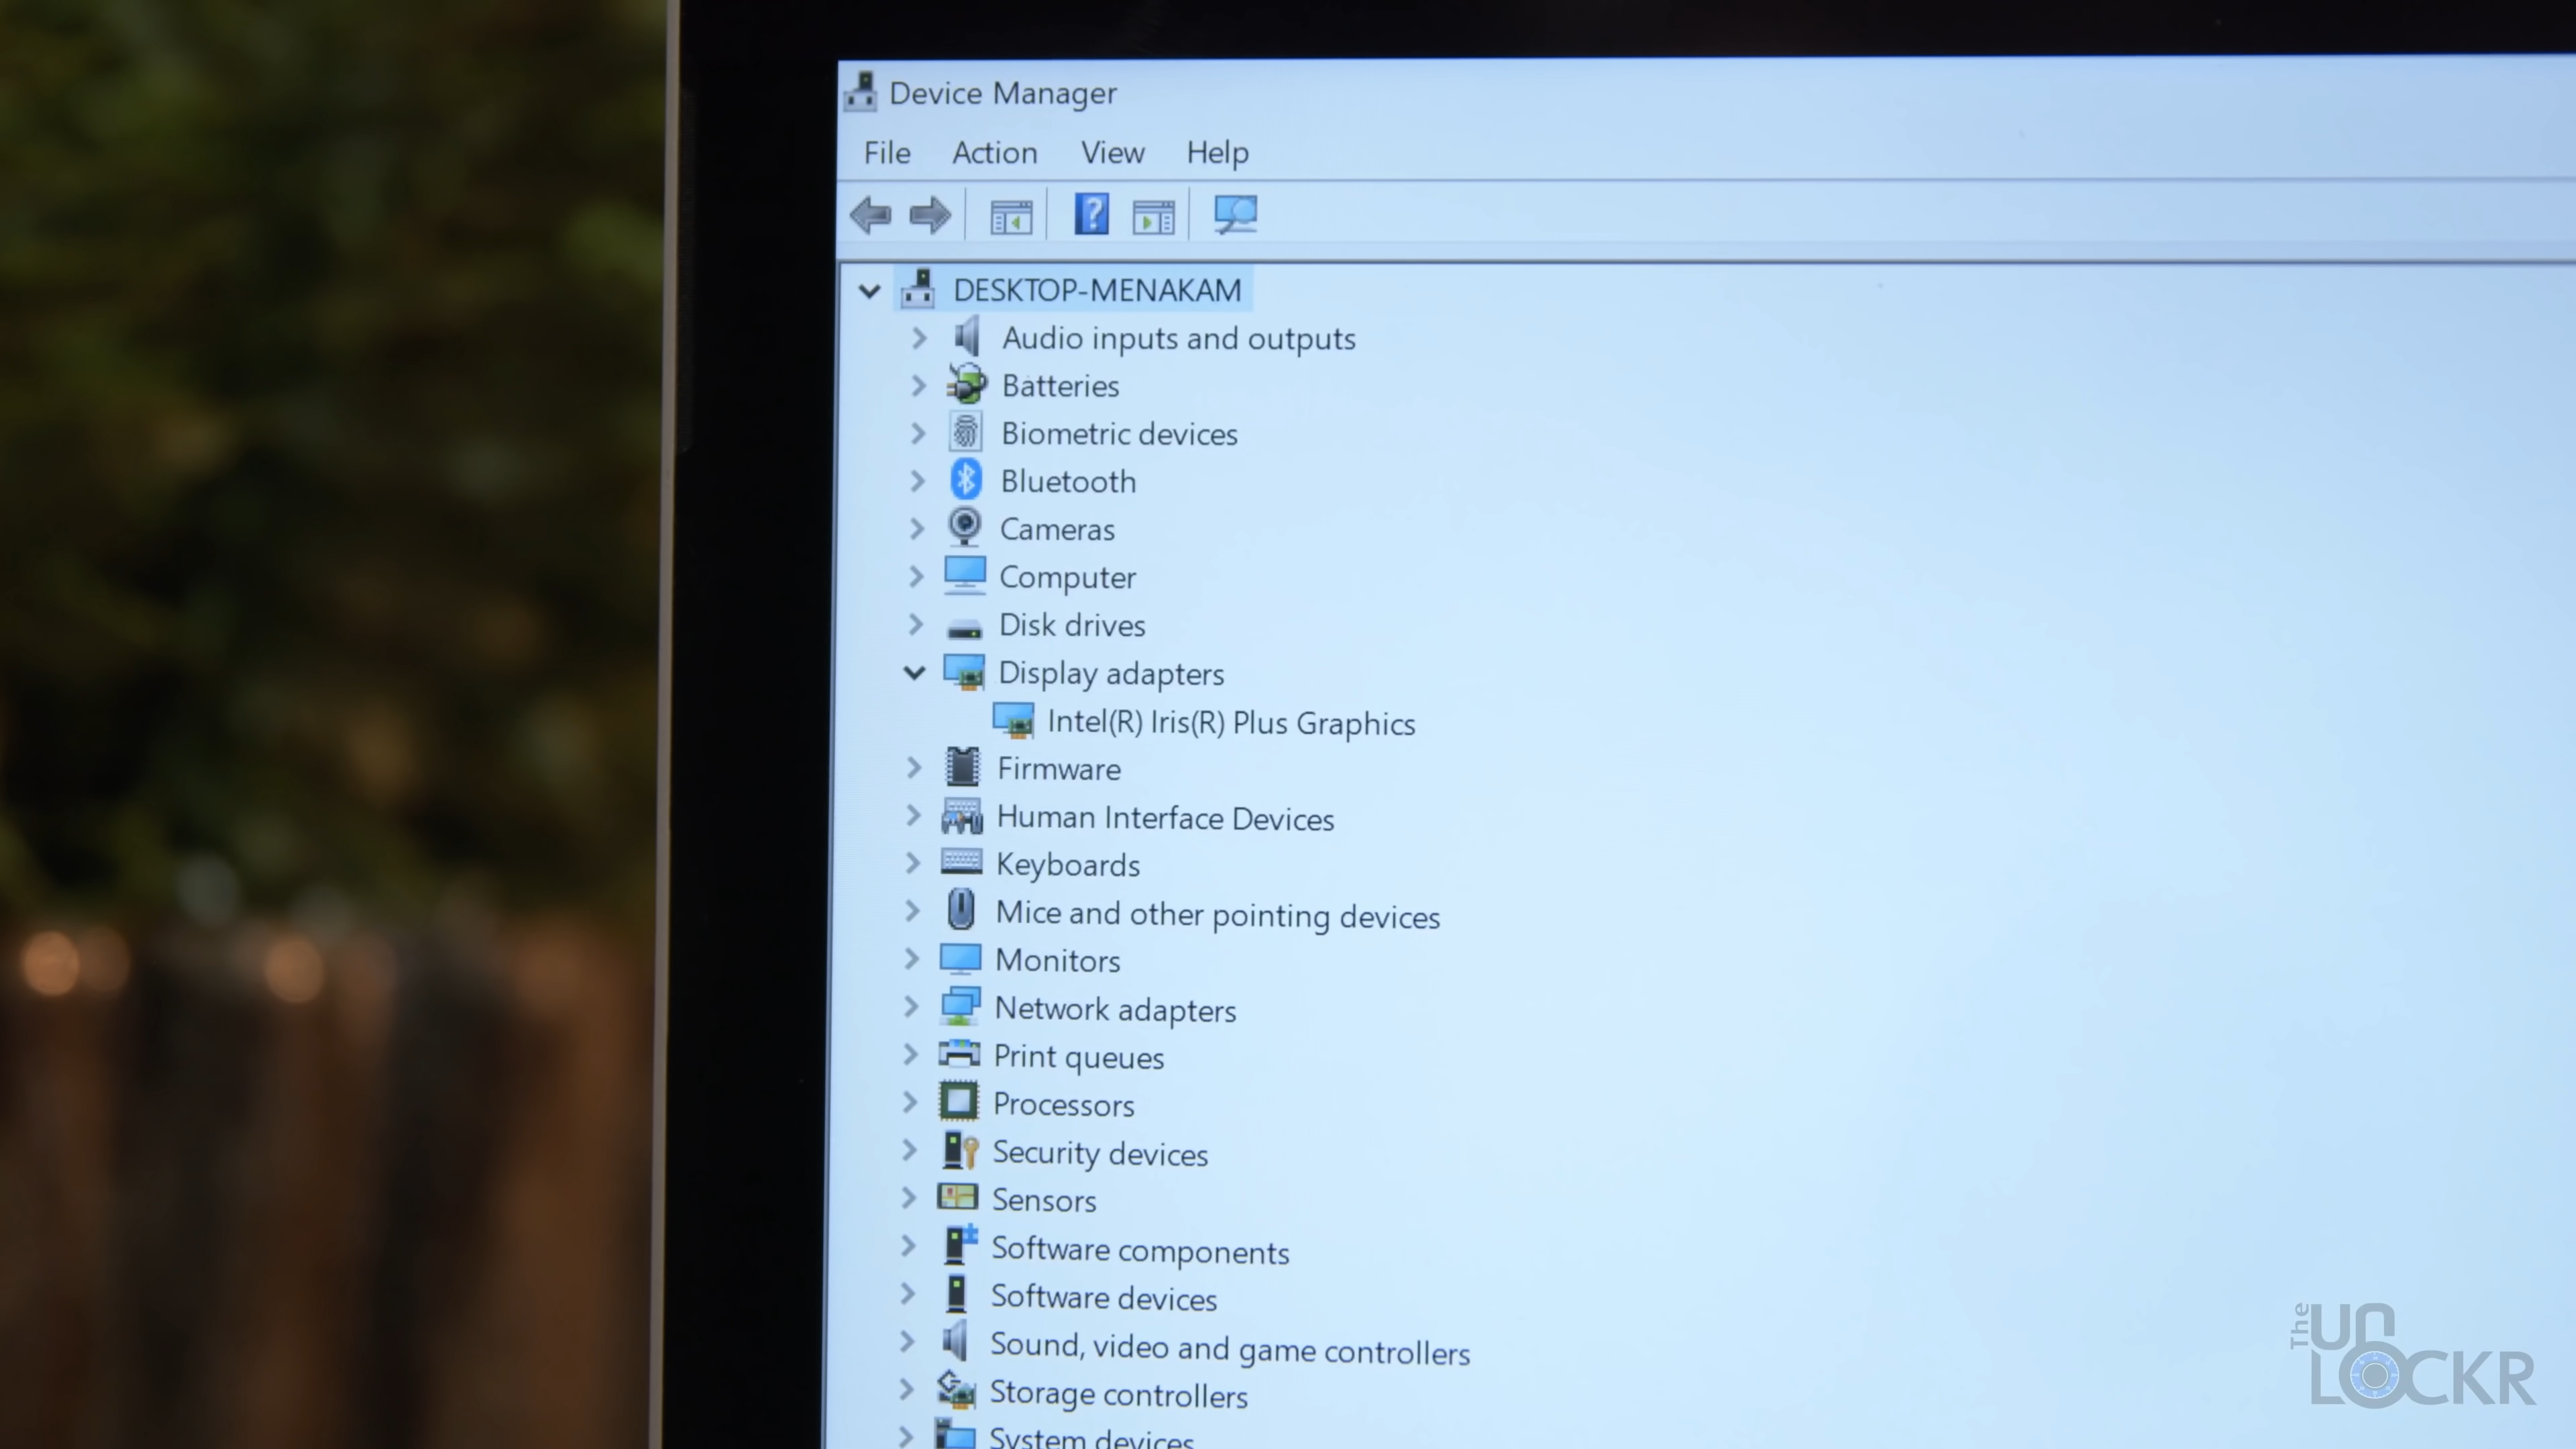 Device Manager
File Action View Help
DESKTOP-MENAKAM
Audio inputs and outputs
Batteries
Biometric devices
Bluetooth
Cameras
Computer
Disk drives
Display adapters
Intel(R) Iris(R) Plus Graphics
Firmware
Human Interface Devices
Keyboards
Mice and other pointing devices
Monitors
Network adapters
Print queues
Processors
Security devices
Sensors
Software components
Software devices
Sound, video and game controllers
Storage controllers
System devices
The UnLOCKR